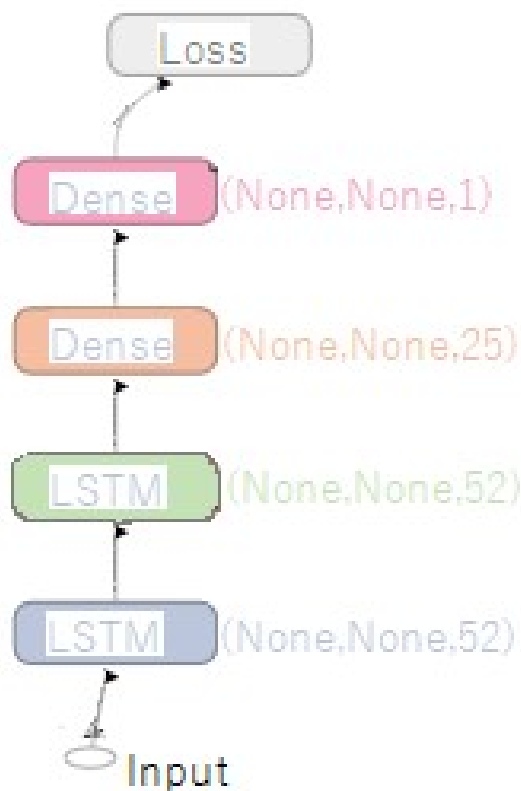 Loss
Dense (None,None,1)
Dense (None,None,25)
LSTM (None,None,52)
LSTM (None,None,52)
Input